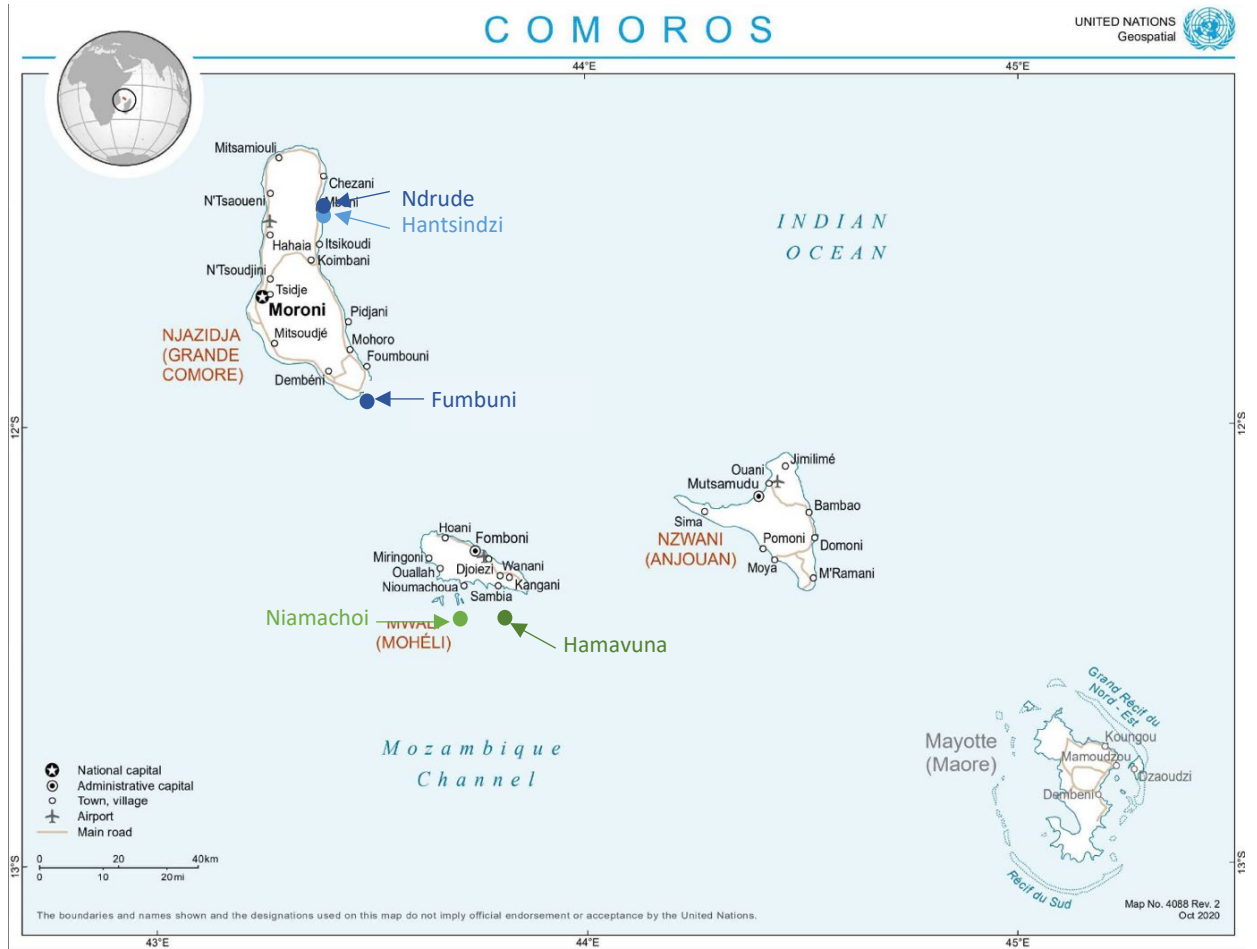 COMOROS
UNITED NATIONS
Geospatial
44°E
45°E
Mitsamiouli
Chezani
N'Tsaoueni
Ndrude
Hantsindzi
Hahaia
Itsikoudi
Koimbani
N'Tsoudjini
Tsidje
Moroni
Pidjani
NJAZIDJA
(GRANDE
COMORE)
Mitsoudjé
Mohoro
Foumbouni
Dembéni
Fumbuni
INDIAN
OCEAN
12°S
12°S
Jimilimé
Ouani
Mutsamudu
Bambao
Sima
NZWANI
(ANJOUAN)
Pomoni
Domoni
Moya
M'Ramani
Hoani
Fomboni
Miringoni
Djoiezi
Wanani
Ouallah
Kangani
Nioumachoua
Sambia
Niamachoi
(MOHÉLI)
Hamavuna
Mozambique
Channel
Grand Récif du
Nord - Est
Mayotte
(Maore)
Koungou
Mamoudzou
Dzaoudzi
Dembeni
Récif du Sud
National capital
Administrative capital
Town, village
Airport
Main road
0 20 40km
0 10 20mi
13°S
13°S
The boundaries and names shown and the designations used on this map do not imply official endorsement or acceptance by the United Nations.
Map No. 4088 Rev. 2
Oct 2020
43°E
44°E
45°E